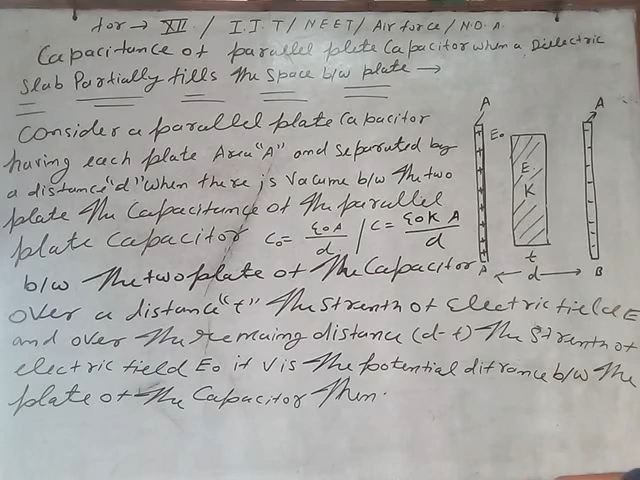 for → XII / I.I.T / NEET / Air force / N.D.A.
Capacitance of parallel plate Capacitor when a Dielectric
Slab Partially fills the Space b/w plate →
Consider a parallel plate Capacitor
having each plate Area "A" and separated by
a distance "d" when there is Vacume b/w the two
plate the Capacitance of the parallel
plate Capacitor C₀ = ε₀A/d / C = ε₀KA/d
b/w the two plate of the Capacitor
over a distance "t" the Strenth of Electric field E
and over the remaing distance (d-t) the Strenth of
electric field E₀ if V is the potential ditrance b/w the
plate of the Capacitor then.
A
A
E₀
E
K
t
A
d
B